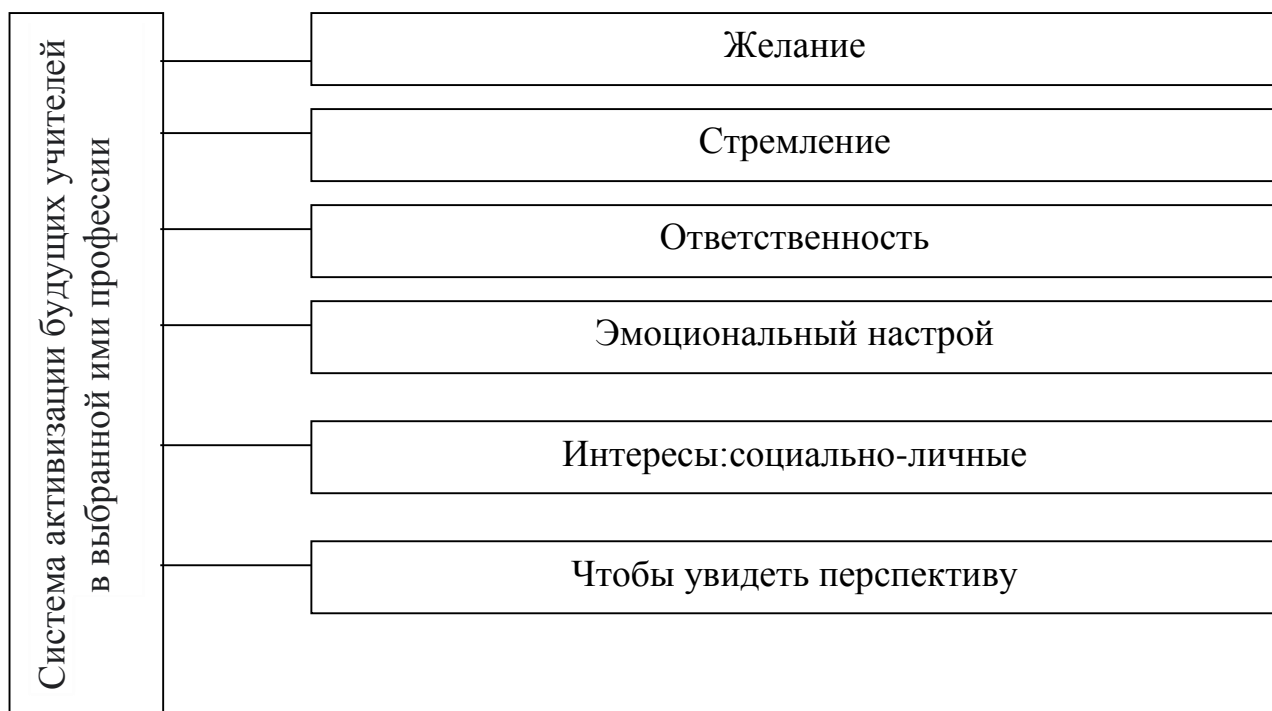 Система активизации будущих учителей
в выбранной ими профессии
Желание
Стремление
Ответственность
Эмоциональный настрой
Интересы:социально-личные
Чтобы увидеть перспективу